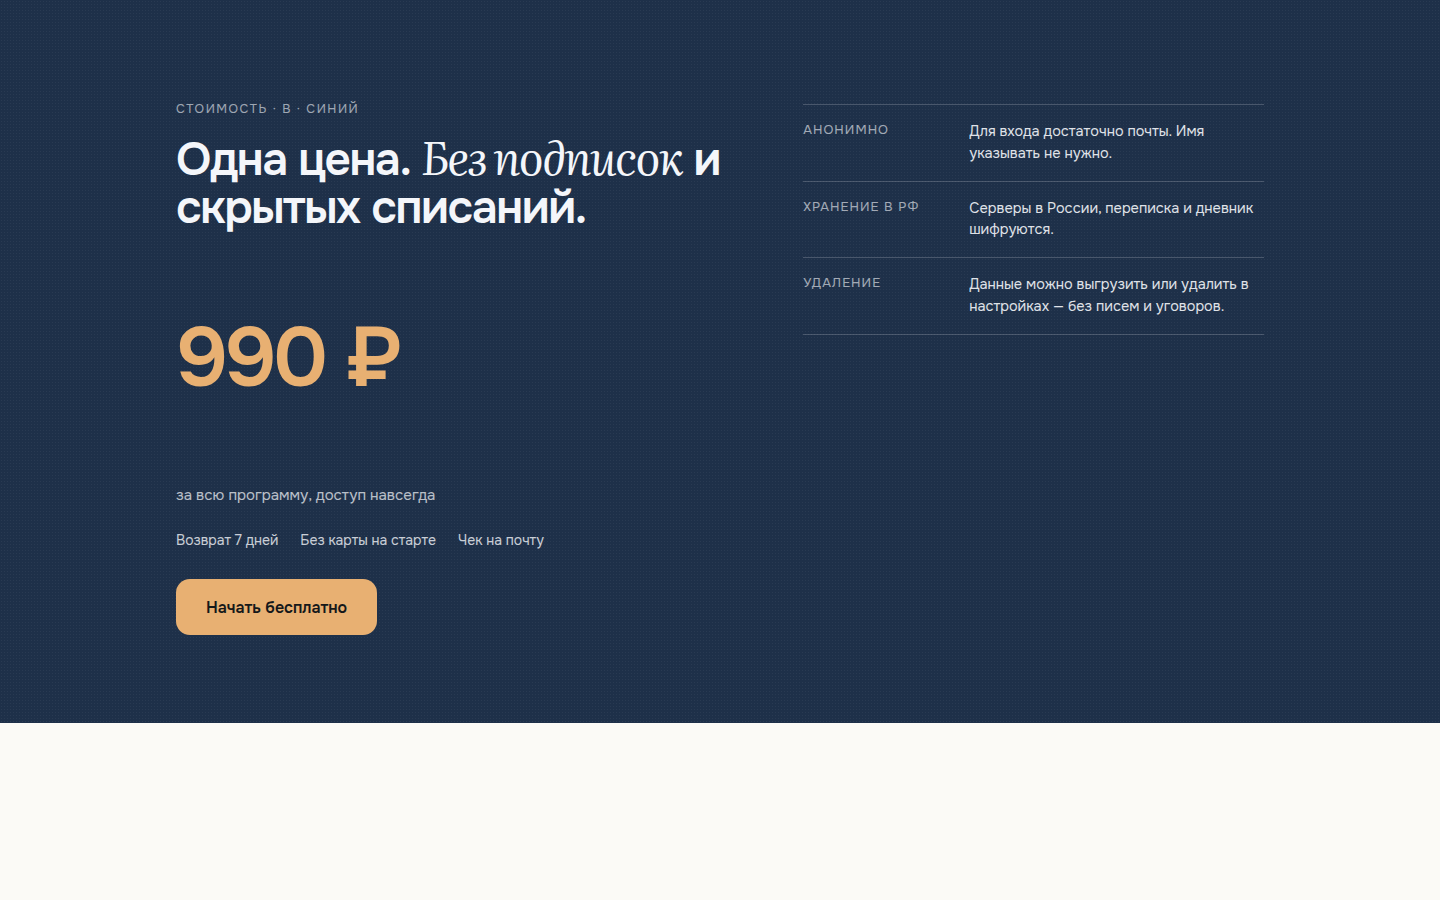 СТОИМОСТЬ · В · СИНИЙ
Одна цена. Без подписок и
скрытых списаний.
990 ₽
за всю программу, доступ навсегда
Возврат 7 дней Без карты на старте Чек на почту
Начать бесплатно
АНОНИМНО
Для входа достаточно почты. Имя
указывать не нужно.
ХРАНЕНИЕ В РФ
Серверы в России, переписка и дневник
шифруются.
УДАЛЕНИЕ
Данные можно выгрузить или удалить в
настройках — без писем и уговоров.